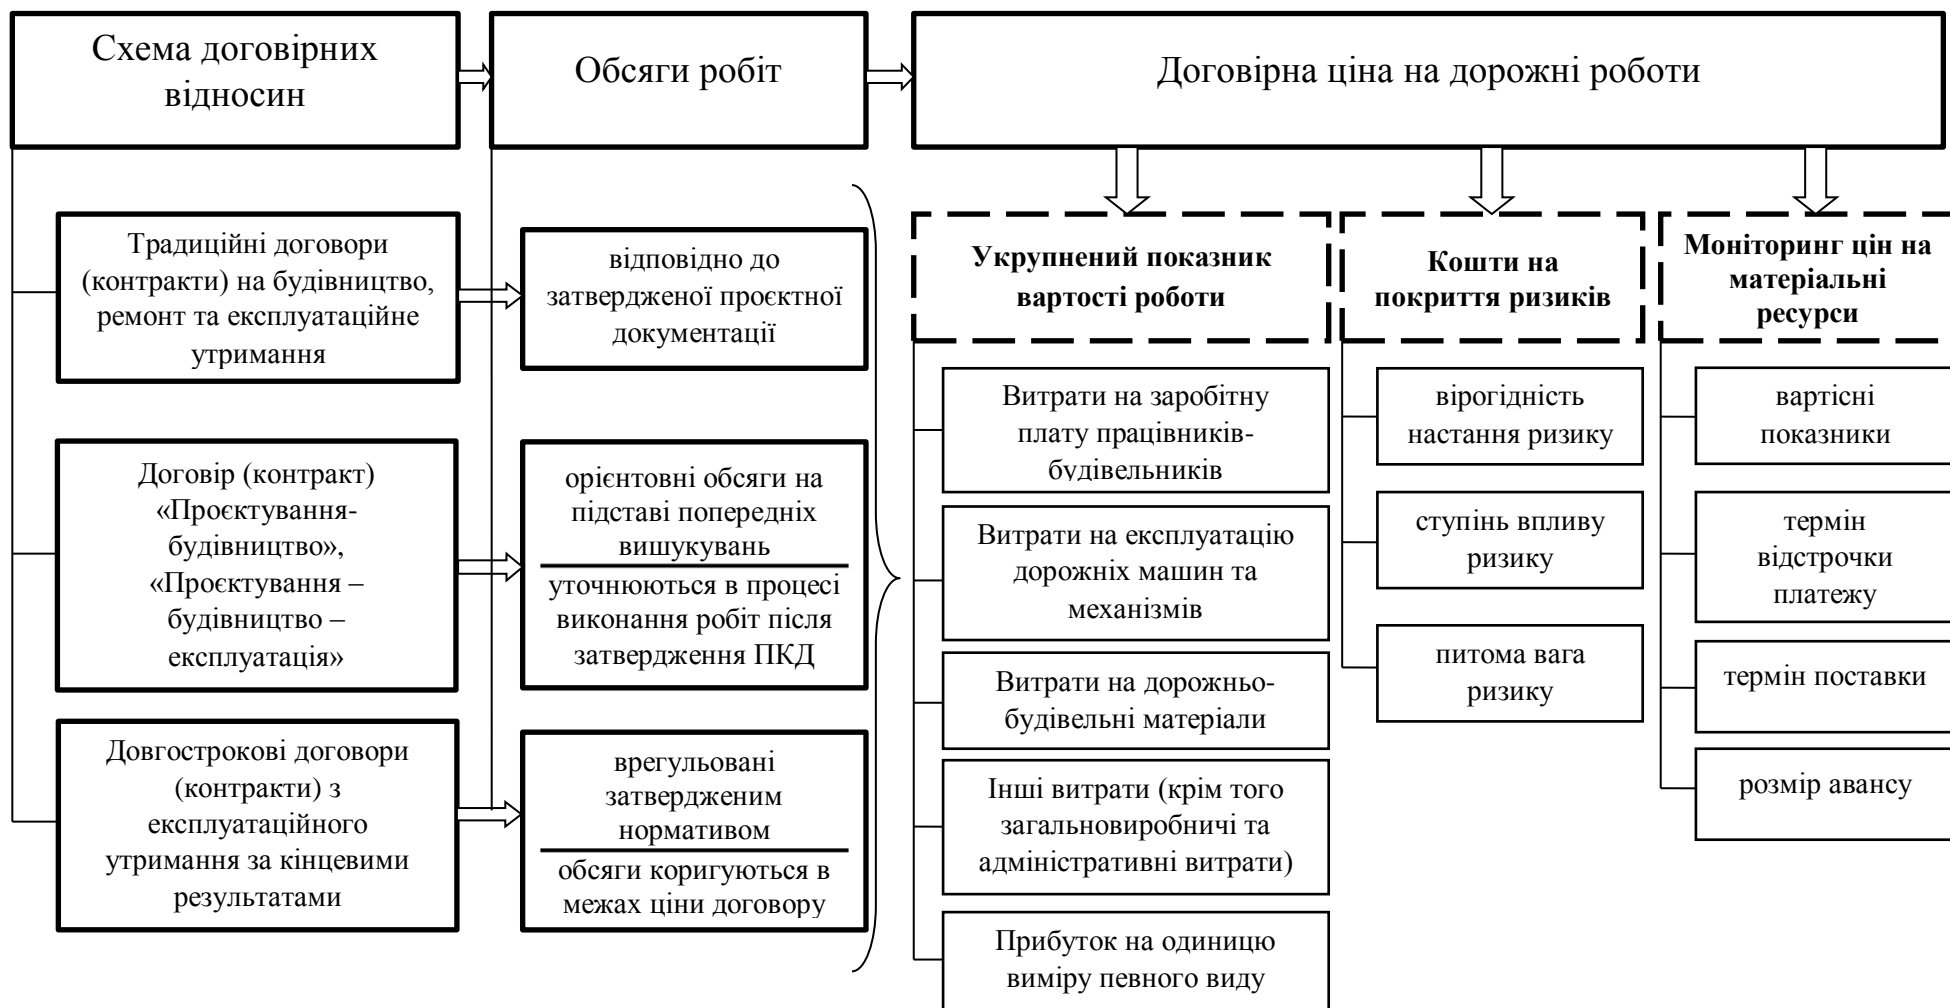 Схема договірних
відносин
Обсяги робіт
Договірна ціна на дорожні роботи
Традиційні договори
(контракти) на будівництво,
ремонт та експлуатаційне
утримання
відповідно до
затвердженої проєктної
документації
Договір (контракт)
«Проєктування-
будівництво»,
«Проєктування –
будівництво –
експлуатація»
орієнтовні обсяги на
підставі попередніх
вишукувань
уточнюються в процесі
виконання робіт після
затвердження ПКД
Довгострокові договори
(контракти) з
експлуатаційного
утримання за кінцевими
результатами
врегульовані
затвердженим
нормативом
обсяги коригуються в
межах ціни договору
Укрупнений показник
вартості роботи
Витрати на заробітну
плату працівників-
будівельників
Витрати на експлуатацію
дорожніх машин та
механізмів
Витрати на дорожньо-
будівельні матеріали
Інші витрати (крім того
загальновиробничі та
адміністративні витрати)
Прибуток на одиницю
виміру певного виду
Кошти на
покриття ризиків
вірогідність
настання ризику
ступінь впливу
ризику
питома вага
ризику
Моніторинг цін на
матеріальні
ресурси
вартісні
показники
термін
відстрочки
платежу
термін поставки
розмір авансу